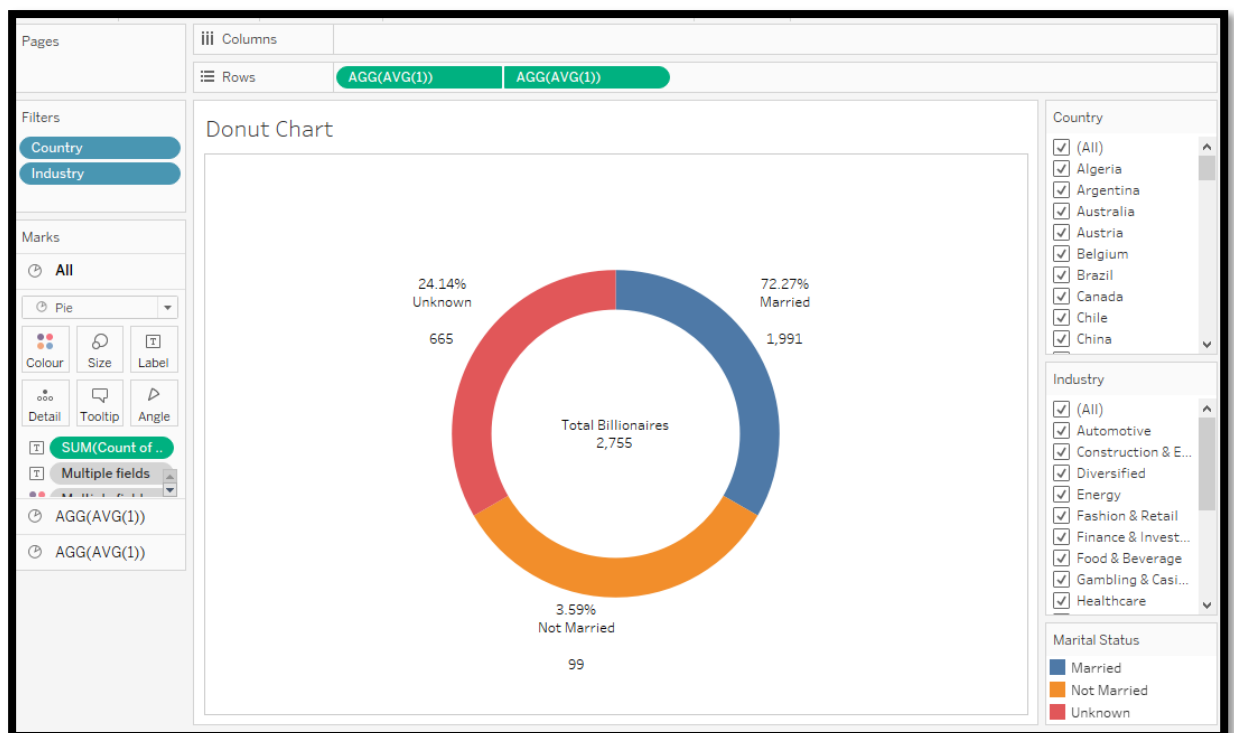 Pages
Columns
Rows
AGG(AVG(1))
AGG(AVG(1))
Filters
Country
Industry
Marks
All
Pie
Colour
Size
Label
Detail
Tooltip
Angle
SUM(Count of ..
Multiple fields
AGG(AVG(1))
AGG(AVG(1))
Donut Chart
24.14%
Unknown
665
72.27%
Married
1,991
Total Billionaires
2,755
3.59%
Not Married
99
Country
(All)
Algeria
Argentina
Australia
Austria
Belgium
Brazil
Canada
Chile
China
Industry
(All)
Automotive
Construction & E...
Diversified
Energy
Fashion & Retail
Finance & Invest...
Food & Beverage
Gambling & Casi...
Healthcare
Marital Status
Married
Not Married
Unknown